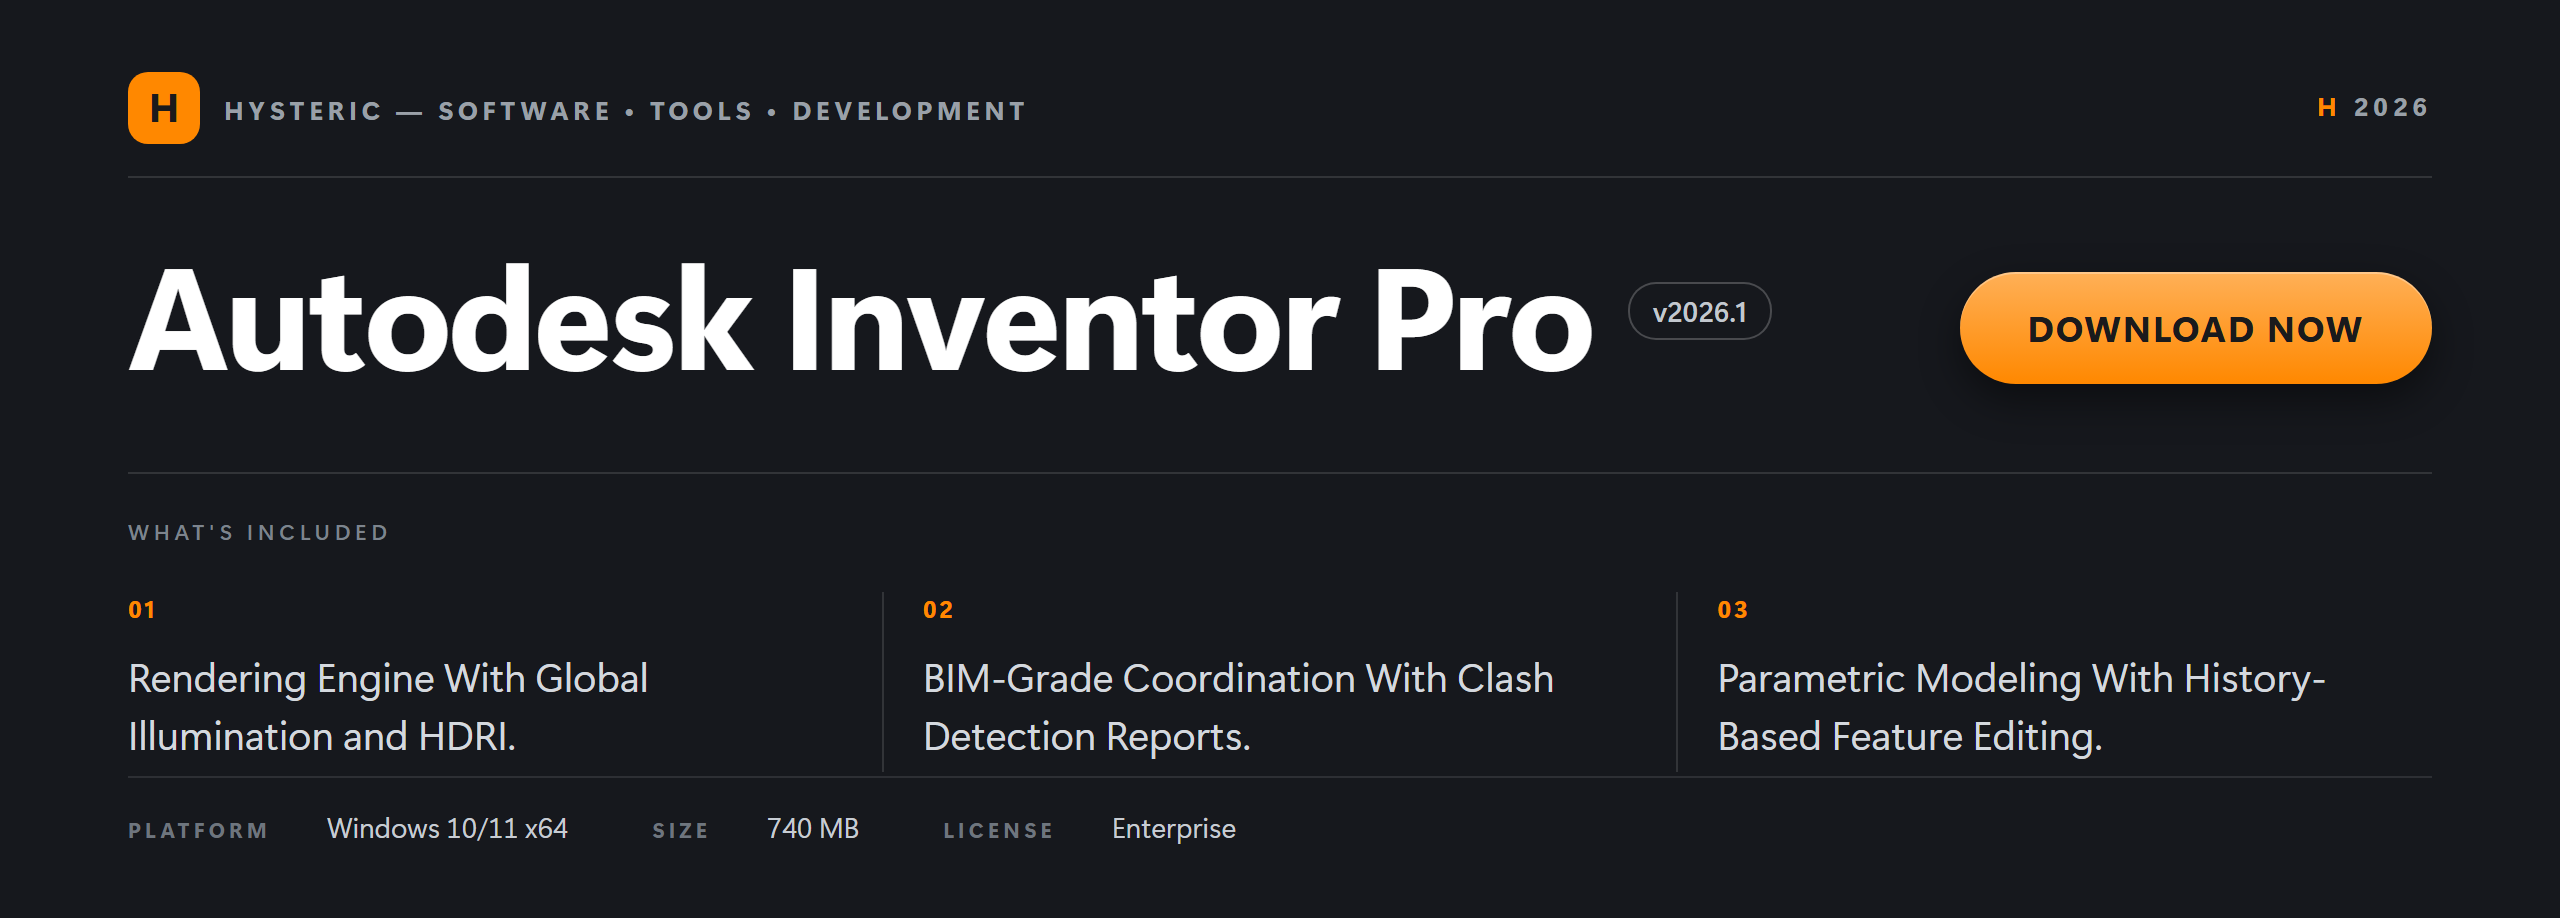 H
HYSTERIC — SOFTWARE • TOOLS • DEVELOPMENT
H 2026
Autodesk Inventor Pro
v2026.1
DOWNLOAD NOW
WHAT'S INCLUDED
01
Rendering Engine With Global
Illumination and HDRI.
02
BIM-Grade Coordination With Clash
Detection Reports.
03
Parametric Modeling With History-
Based Feature Editing.
PLATFORM Windows 10/11 x64 SIZE 740 MB LICENSE Enterprise